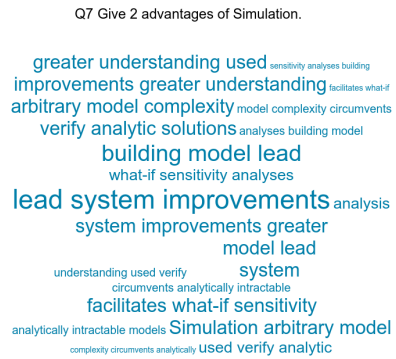 Q7 Give 2 advantages of Simulation.
greater understanding used sensitivity analyses building
improvements greater understanding facilitates what-if
arbitrary model complexity model complexity circumvents
verify analytic solutions analyses building model
building model lead
what-if sensitivity analyses
lead system improvements analysis
system improvements greater
model lead
understanding used verify system
circumvents analytically intractable
facilitates what-if sensitivity
analytically intractable models Simulation arbitrary model
complexity circumvents analytically used verify analytic